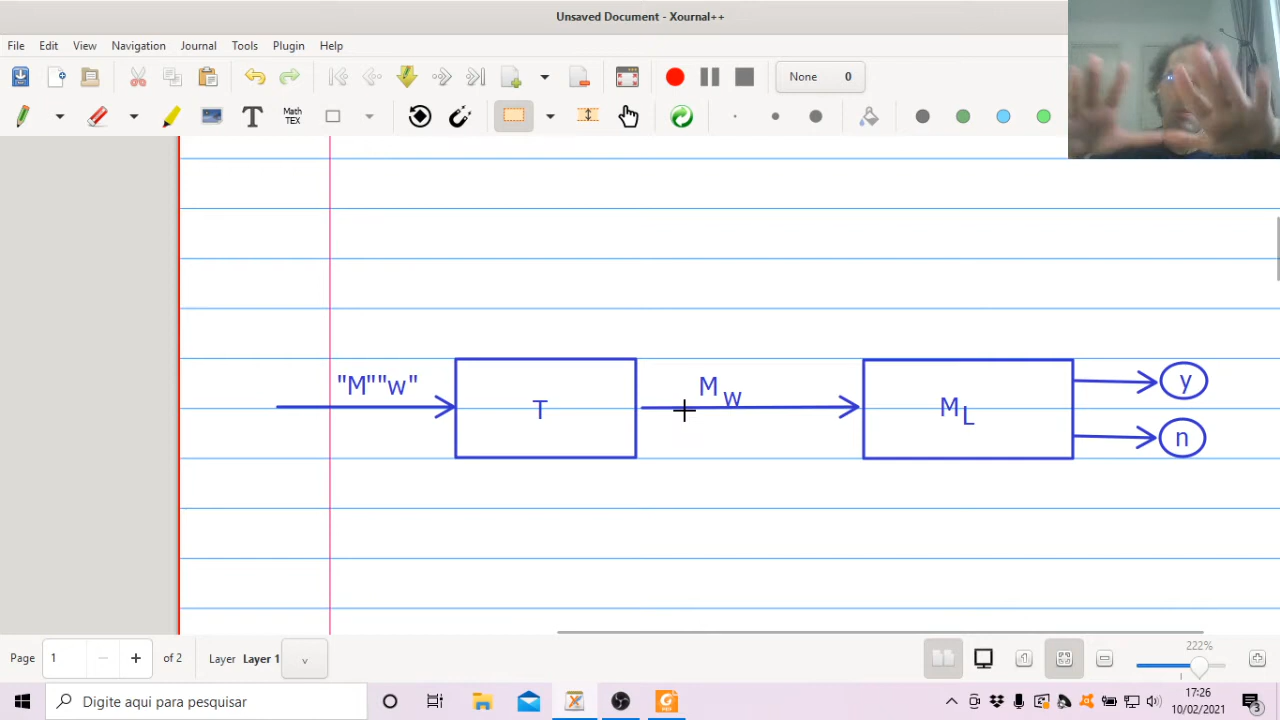 Unsaved Document - Xournal++
File Edit View Navigation Journal Tools Plugin Help
None 0
T Math TEX
"M""w" T M w M L y n
Page 1 of 2 Layer Layer 1 222%
Digite aqui para pesquisar 17:26
10/02/2021 3